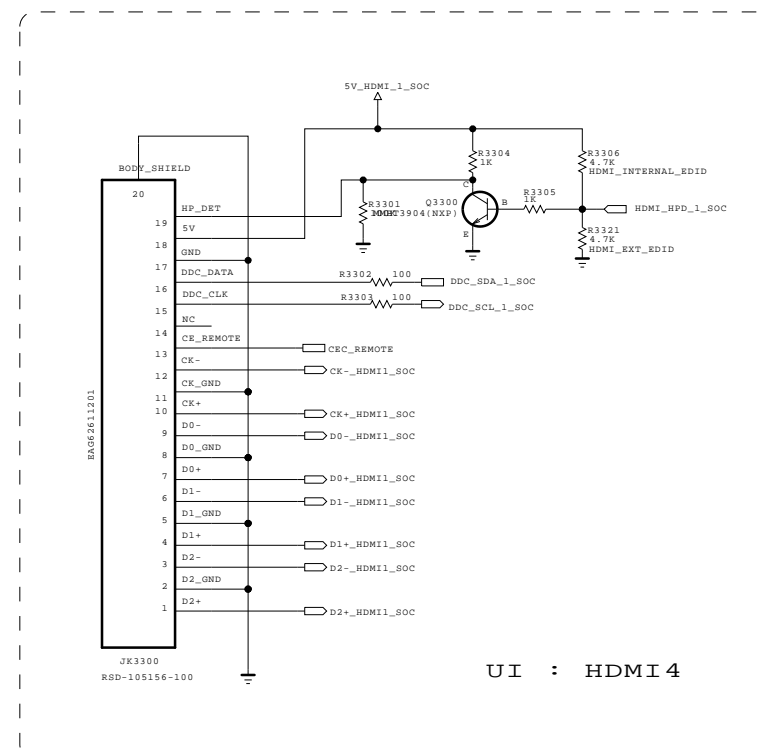 5V_HDMI_1_SOC
BODY_SHIELD
20
R3304
1K
R3306
4.7K
HDMI_INTERNAL_EDID
R3301
Q3300
MMBT3904(NXP)
C
B
E
R3305
1K
HDMI_HPD_1_SOC
R3321
4.7K
HDMI_EXT_EDID
19
HP_DET
18
5V
17
GND
16
DDC_DATA
R3302 100
DDC_SDA_1_SOC
15
DDC_CLK
R3303 100
DDC_SCL_1_SOC
14
NC
13
CE_REMOTE
CEC_REMOTE
12
CK-
CK-_HDMI1_SOC
11
CK_GND
10
CK+
CK+_HDMI1_SOC
9
D0-
D0-_HDMI1_SOC
8
D0_GND
7
D0+
D0+_HDMI1_SOC
6
D1-
D1-_HDMI1_SOC
5
D1_GND
4
D1+
D1+_HDMI1_SOC
3
D2-
D2-_HDMI1_SOC
2
D2_GND
1
D2+
D2+_HDMI1_SOC
EAG62611201
JK3300
RSD-105156-100
UI : HDMI4